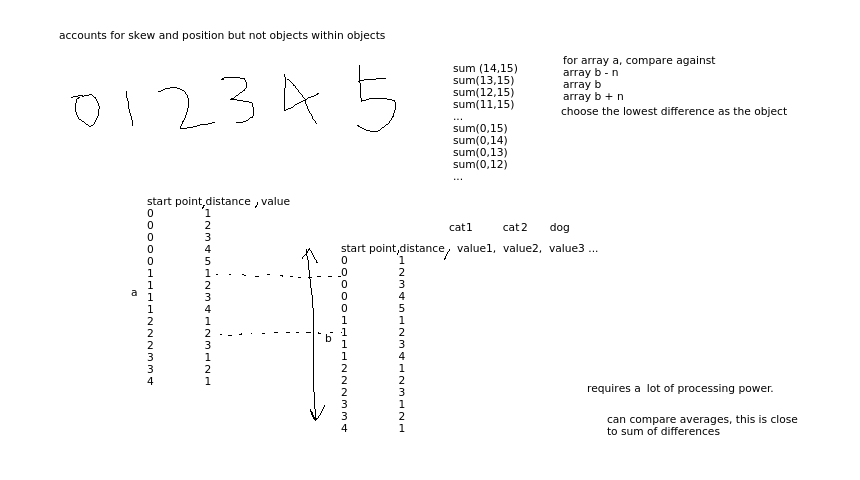 accounts for skew and position but not objects within objects
0 1 2 3 4 5
sum (14,15)
sum(13,15)
sum(12,15)
sum(11,15)
...
sum(0,15)
sum(0,14)
sum(0,13)
sum(0,12)
...
for array a, compare against
array b - n
array b
array b + n
choose the lowest difference as the object
start point,distance , value
0 1
0 2
0 3
0 4
0 5
1 1
1 2
1 3
1 4
2 1
2 2
2 3
3 1
3 2
4 1
a
cat1 cat2 dog
start point,distance , value1, value2, value3 ...
0 1
0 2
0 3
0 4
0 5
1 1
1 2
1 3
1 4
2 1
2 2
2 3
3 1
3 2
4 1
b
requires a lot of processing power.
can compare averages, this is close
to sum of differences